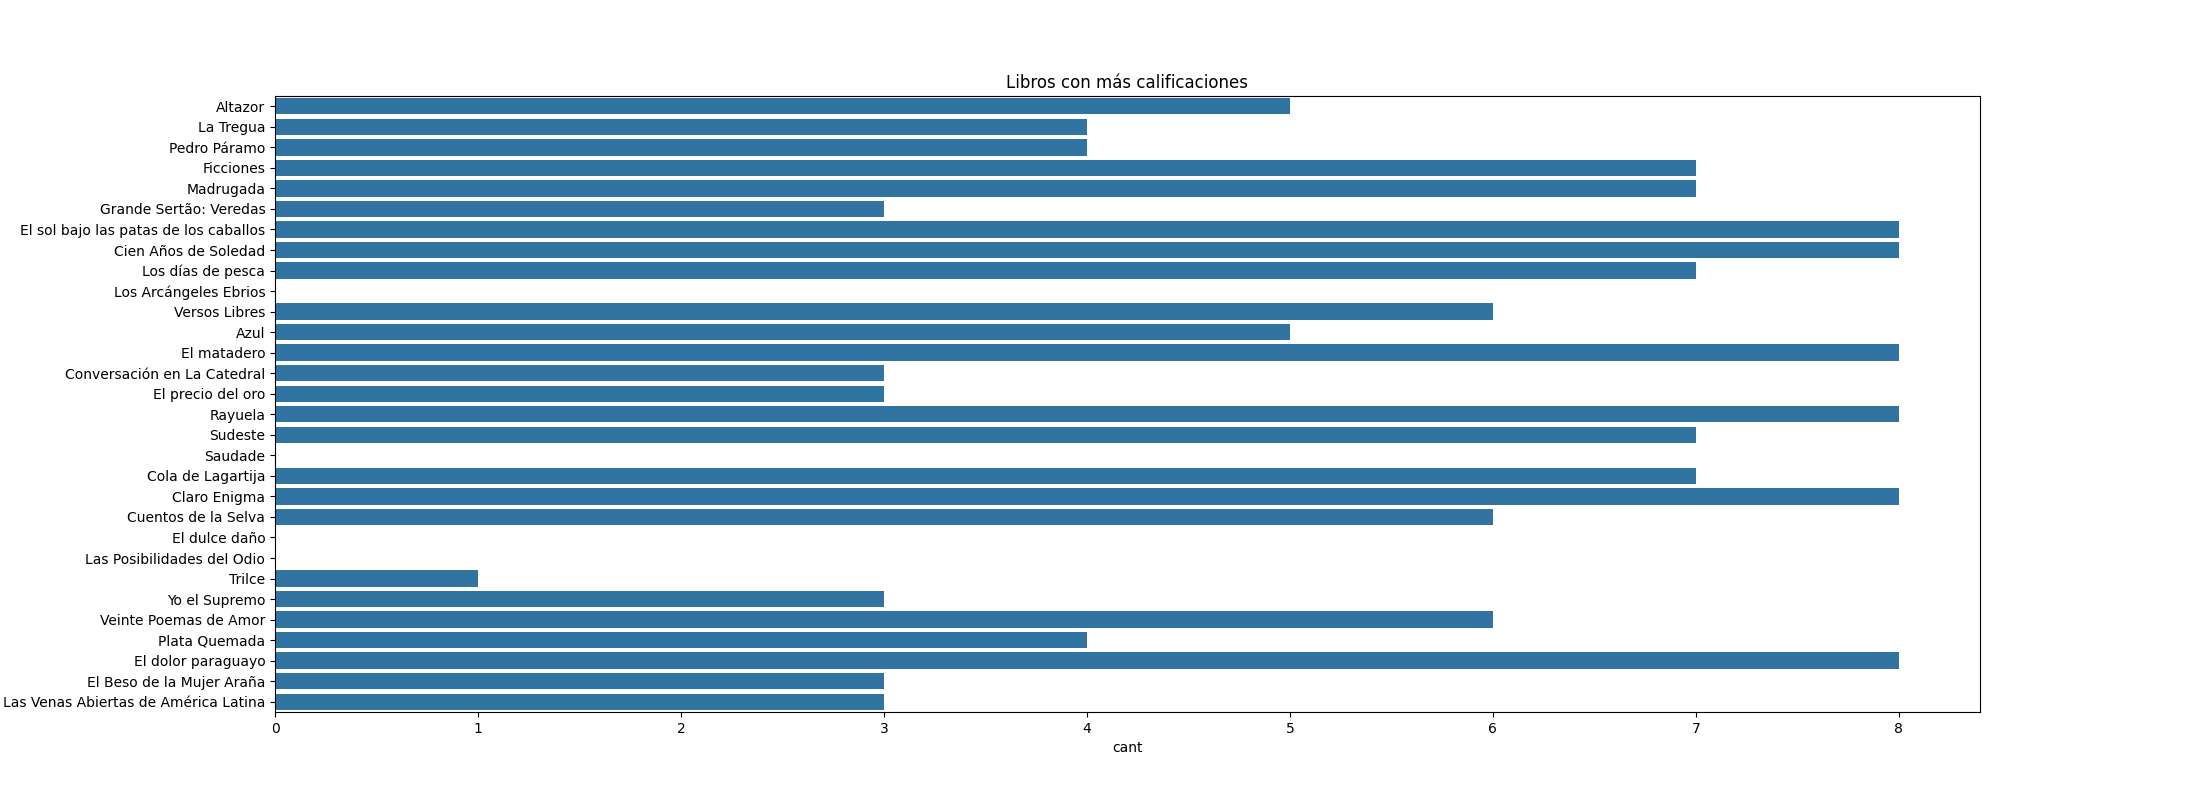 Libros con más calificaciones
Altazor
La Tregua
Pedro Páramo
Ficciones
Madrugada
Grande Sertão: Veredas
El sol bajo las patas de los caballos
Cien Años de Soledad
Los días de pesca
Los Arcángeles Ebrios
Versos Libres
Azul
El matadero
Conversación en La Catedral
El precio del oro
Rayuela
Sudeste
Saudade
Cola de Lagartija
Claro Enigma
Cuentos de la Selva
El dulce daño
Las Posibilidades del Odio
Trilce
Yo el Supremo
Veinte Poemas de Amor
Plata Quemada
El dolor paraguayo
El Beso de la Mujer Araña
Las Venas Abiertas de América Latina
0 1 2 3 4 5 6 7 8
cant